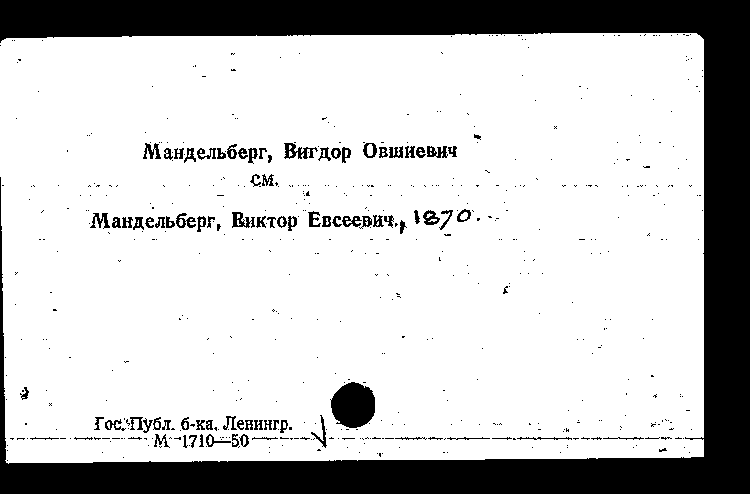 Мандельберг, Вигдор Овшиевич
см.
Мандельберг, Виктор Евсеевич, 1870.
Гос. Публ. б-ка. Ленингр.
М 1710—50